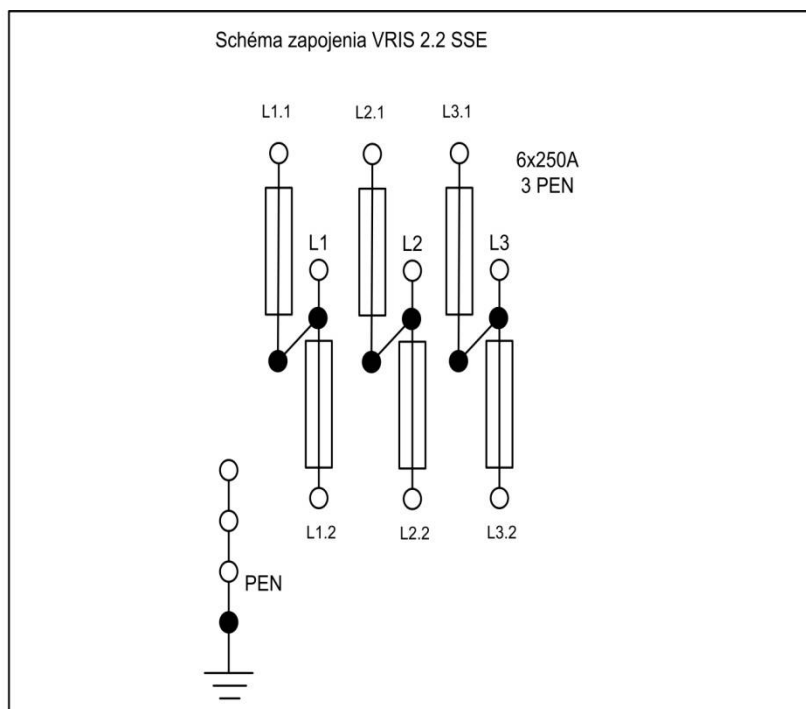 Schéma zapojenia VRIS 2.2 SSE
L1.1 L2.1 L3.1
6x250A
3 PEN
L1 L2 L3
L1.2 L2.2 L3.2
PEN